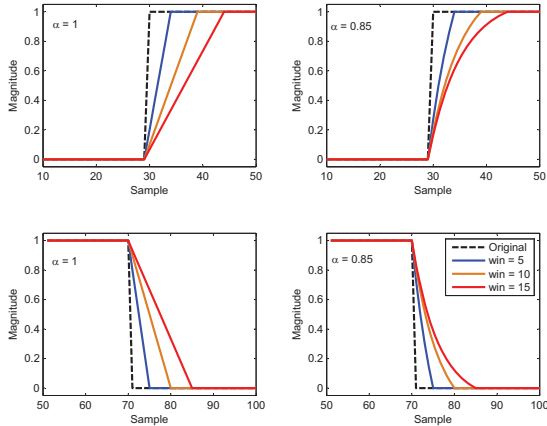 α = 1
Magnitude
1
0.8
0.6
0.4
0.2
0
10 20 30 40 50
Sample
α = 0.85
Magnitude
1
0.8
0.6
0.4
0.2
0
10 20 30 40 50
Sample
α = 1
Magnitude
1
0.8
0.6
0.4
0.2
0
50 60 70 80 90 100
Sample
α = 0.85
Magnitude
1
0.8
0.6
0.4
0.2
0
50 60 70 80 90 100
Sample
Original
win = 5
win = 10
win = 15